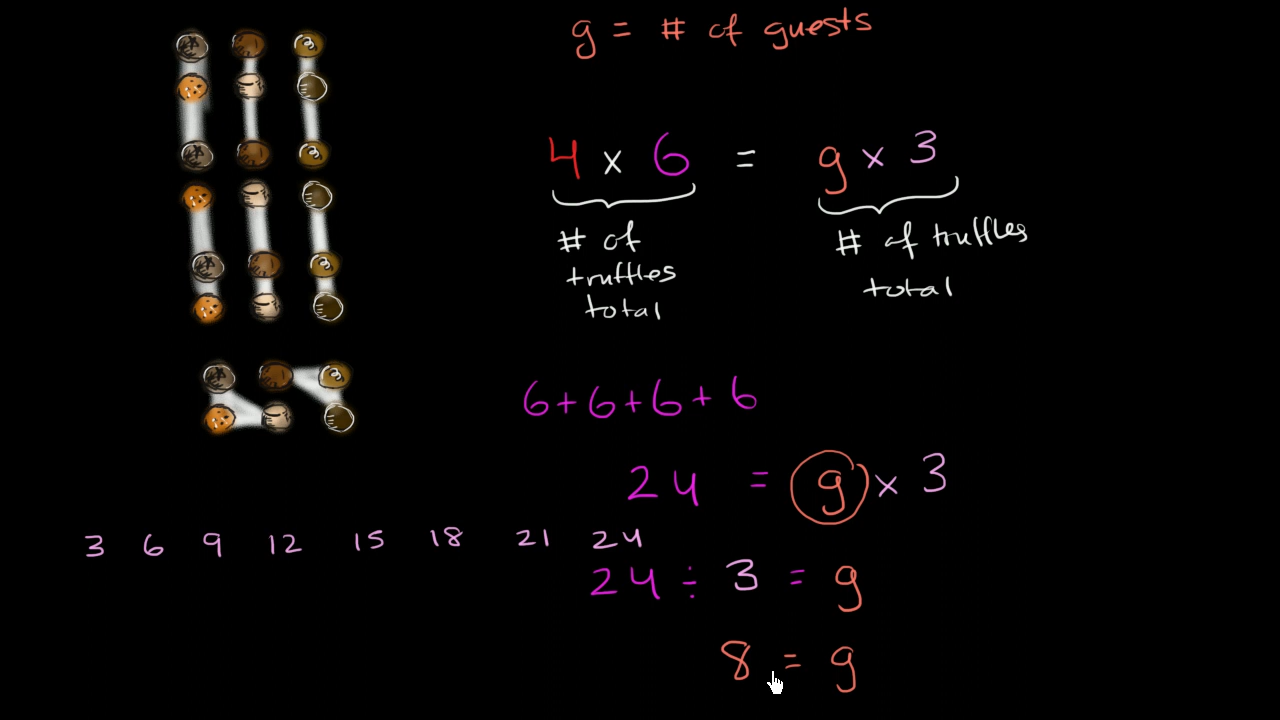 g = # of guests
4 x 6 = g x 3
# of truffles total
# of truffles total
6 + 6 + 6 + 6
24 = g x 3
3 6 9 12 15 18 21 24
24 ÷ 3 = g
8 = g